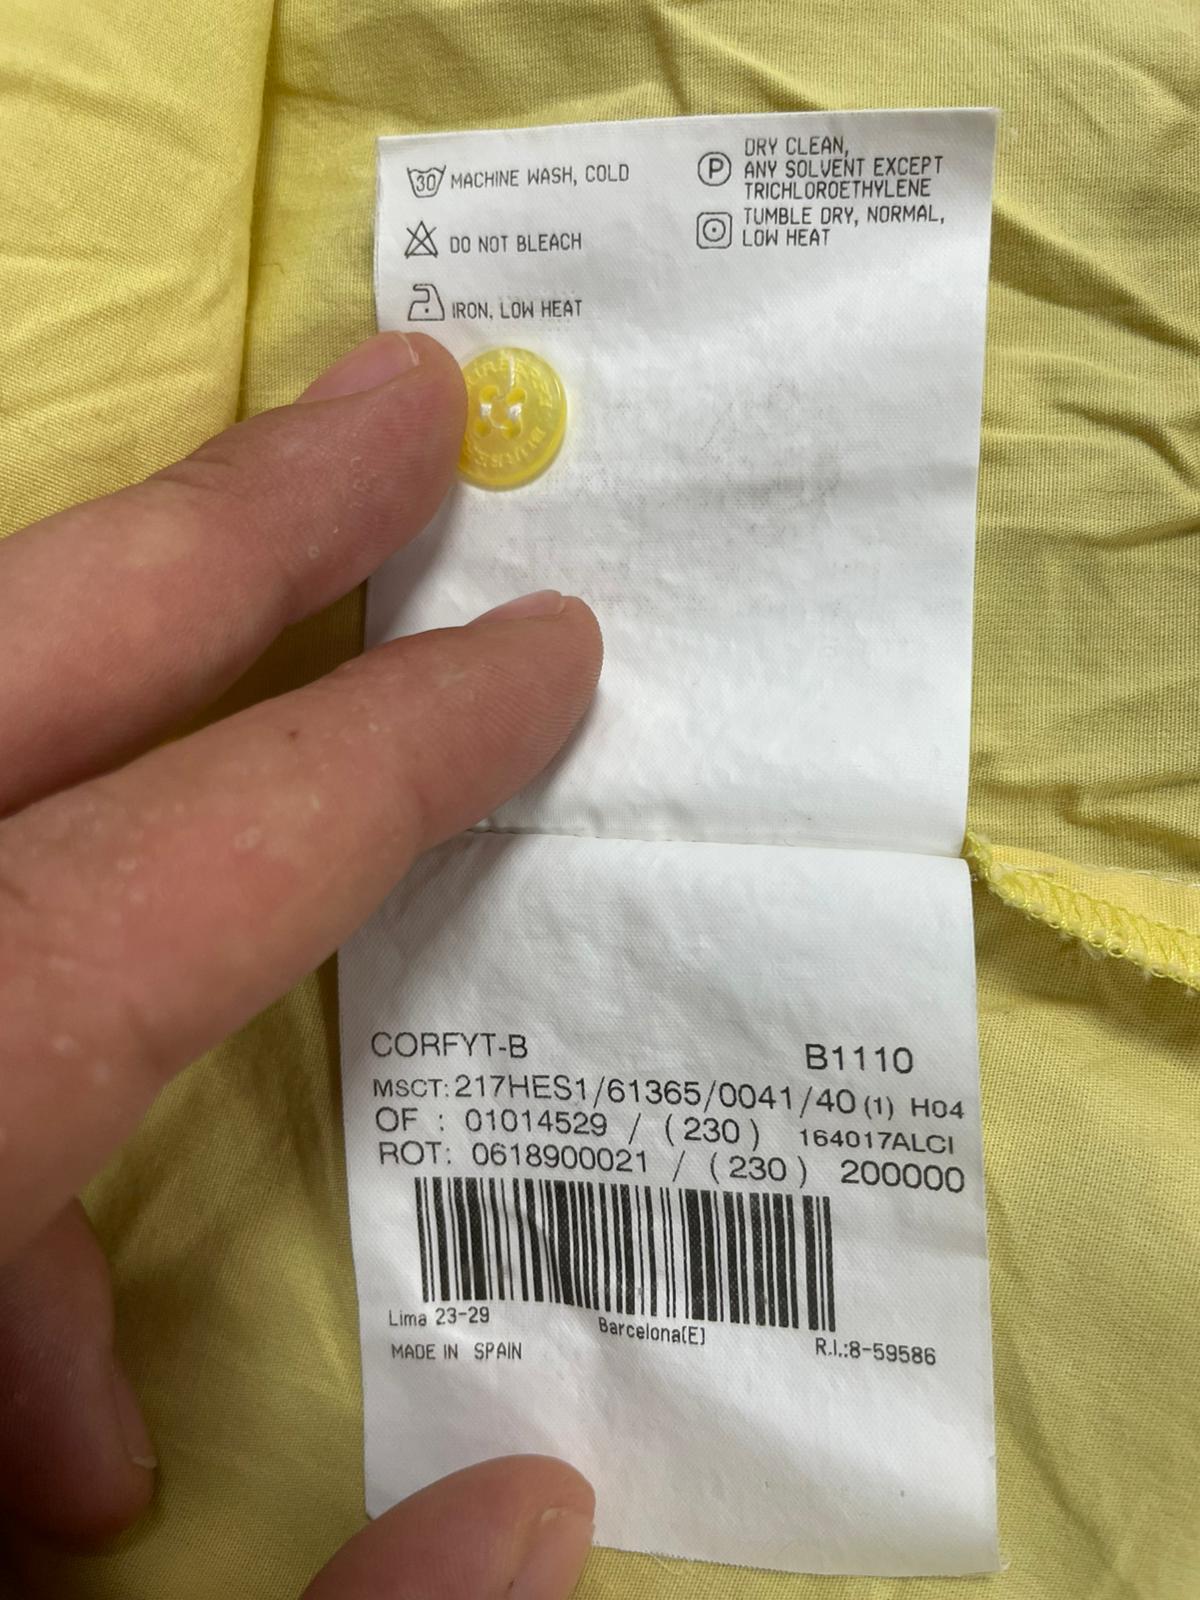 30 MACHINE WASH, COLD
DO NOT BLEACH
IRON, LOW HEAT
P DRY CLEAN,
ANY SOLVENT EXCEPT
TRICHLOROETHYLENE
TUMBLE DRY, NORMAL,
LOW HEAT
CORFYT-B B1110
MSCT: 217HES1/61365/0041/40 (1) H04
OF : 01014529 / (230) 164017ALCI
ROT: 0618900021 / (230) 200000
Lima 23-29 Barcelona(E) R.I.:8-59586
MADE IN SPAIN